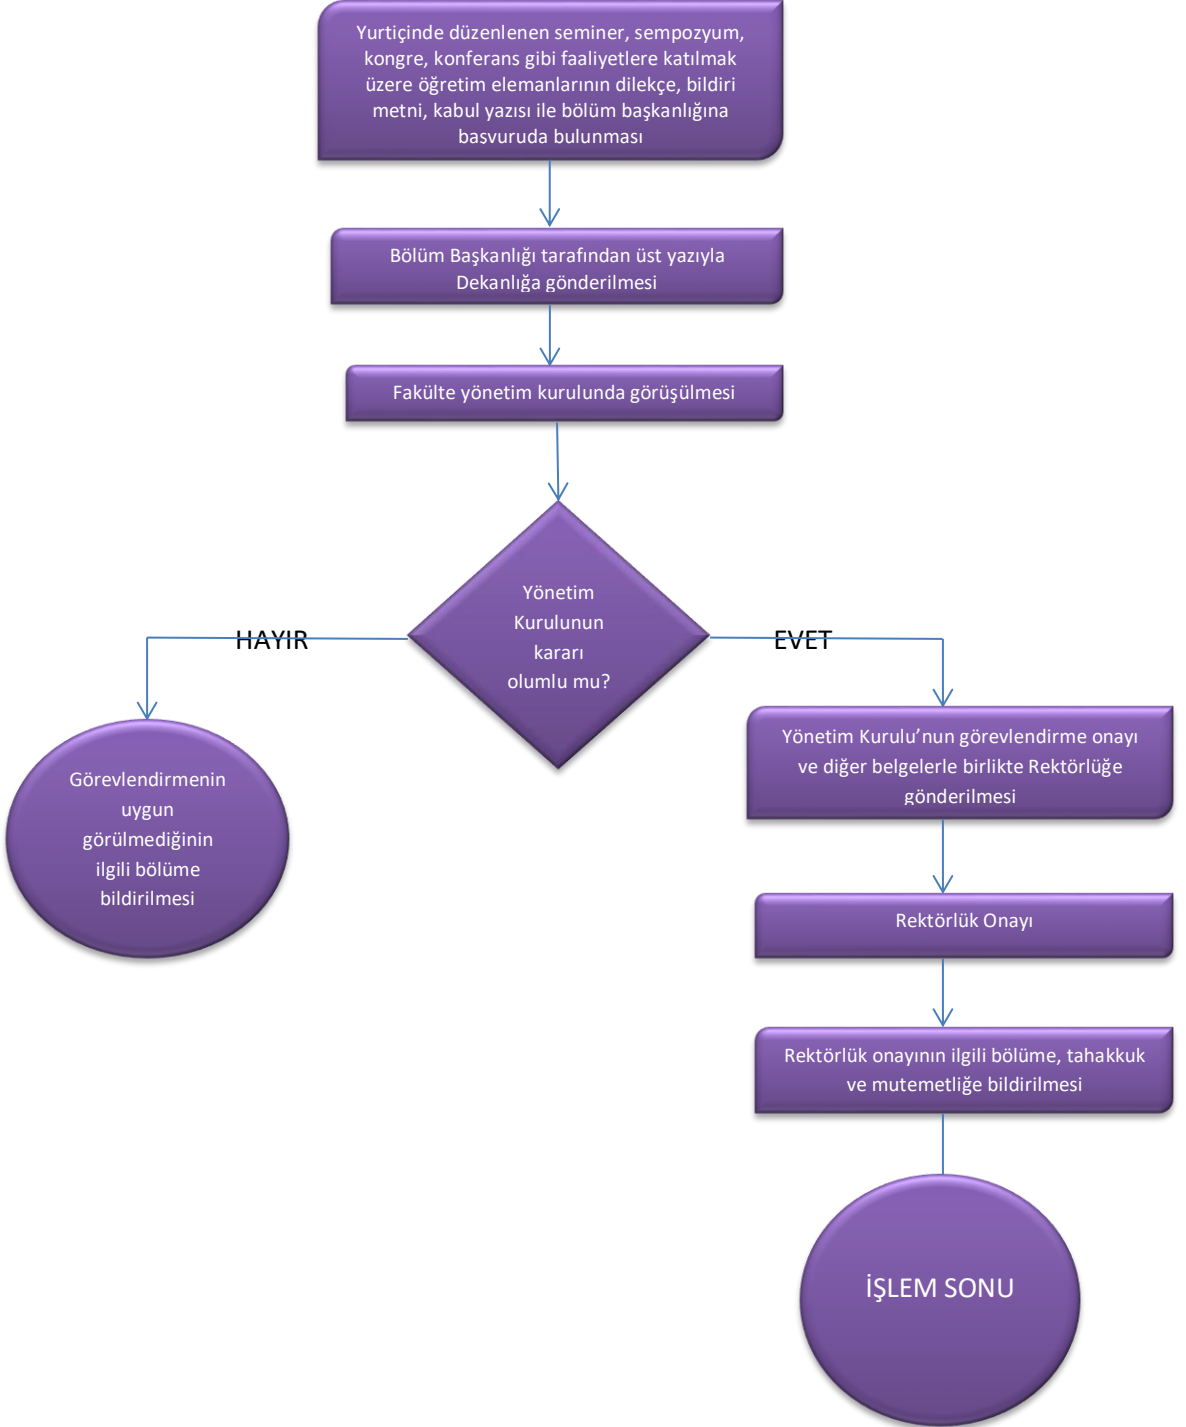 Yurtiçinde düzenlenen seminer, sempozyum,
kongre, konferans gibi faaliyetlere katılmak
üzere öğretim elemanlarının dilekçe, bildiri
metni, kabul yazısı ile bölüm başkanlığına
basvuruda bulunması
Bölüm Başkanlığı tarafından üst yazıyla
Dekanlığa gönderilmesi
Fakülte yönetim kurulunda görüşülmesi
Yönetim
Kurulunun
kararı
olumlu mu?
HAYIR
EVET
Görevlendirmenin
uygun
görülmediğinin
ilgili bölüme
bildirilmesi
Yönetim Kurulu’nun görevlendirme onayı
ve diğer belgelerle birlikte Rektörlüğe
gönderilmesi
Rektörlük Onayı
Rektörlük onayının ilgili bölüme, tahakkuk
ve mutemetliğe bildirilmesi
İŞLEM SONU